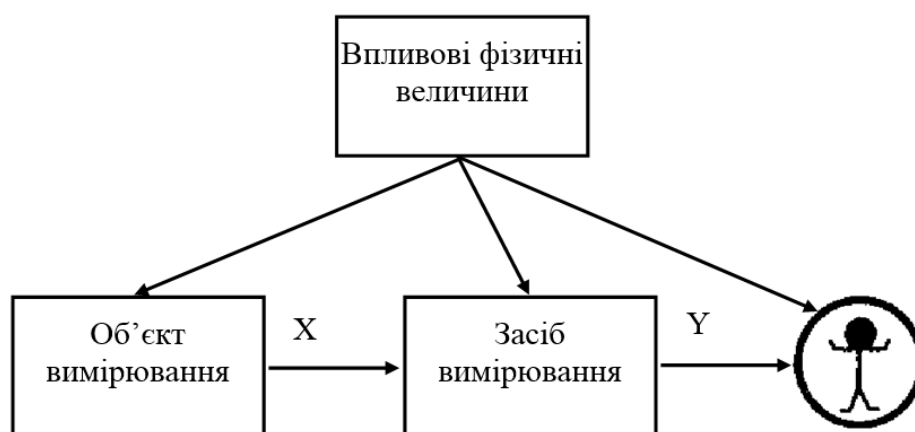 Впливові фізичні
величини
Об’єкт
вимірювання
X
Засіб
вимірювання
Y